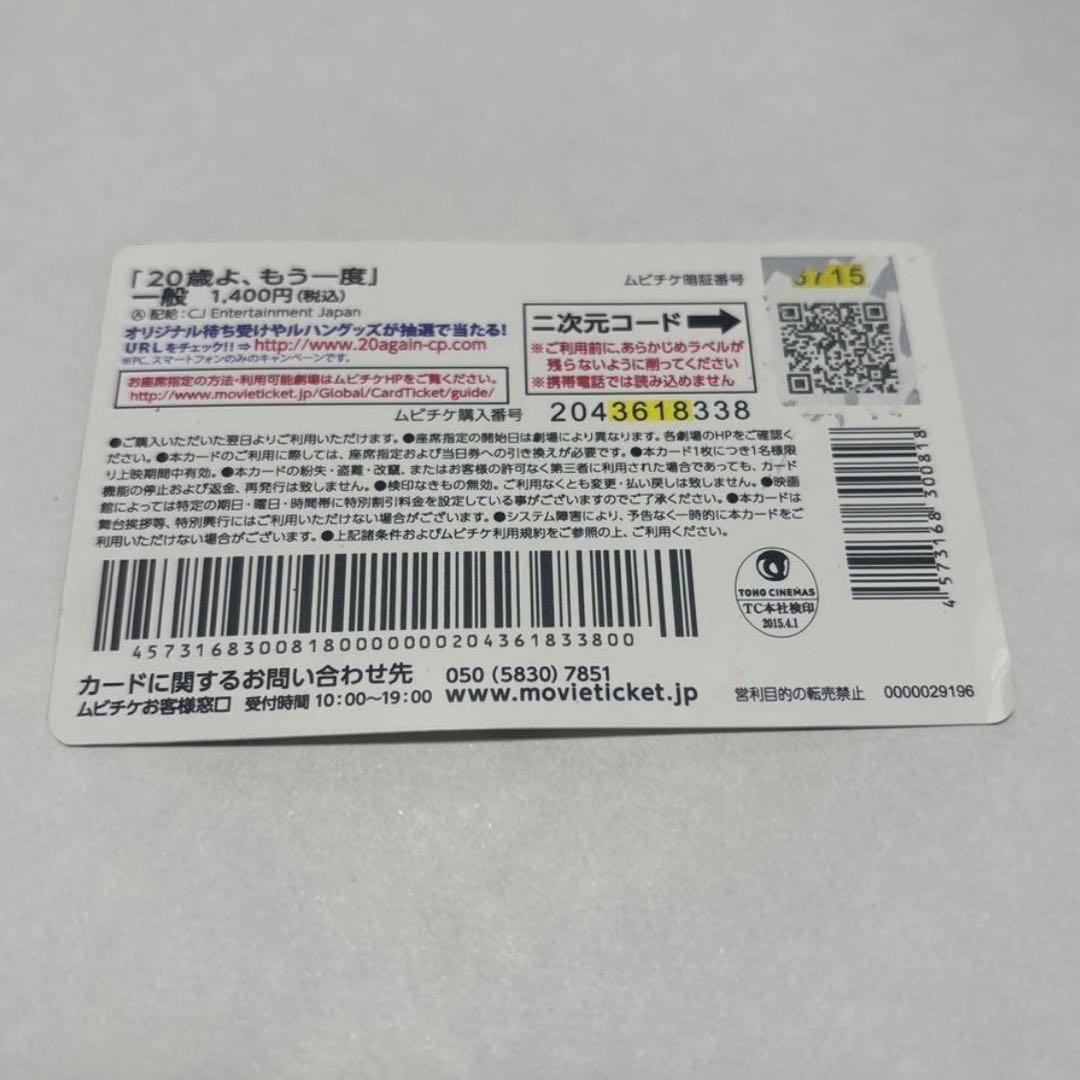 「20歳よ、もう一度」
一般 1,400円(税込)
Ⓐ 配給:CJ Entertainment Japan
オリジナル待ち受けやルハングッズが抽選で当たる!
URLをチェック!!⇒http://www.20again-cp.com
※PC、スマートフォンのみのキャンペーンです。
お座席指定の方法・利用可能劇場はムビチケHPをご覧ください。
http://www.movieticket.jp/Global/CardTicket/guide/
ムビチケ暗証番号
3715
二次元コード
※ご利用前に、あらかじめラベルが
残らないように削ってください
※携帯電話では読み込めません
ムビチケ購入番号 2043618338
●ご購入いただいた翌日よりご利用いただけます。●座席指定の開始日は劇場により異なります。各劇場のHPをご確認く
ださい。●本カードのご利用に際しては、座席指定および当日券への引き換えが必要です。●本カード1枚につき1名様限
り上映期間中有効。●本カードの紛失・盗難・改竄、またはお客様の許可なく第三者に利用された場合であっても、カード
機能の停止および返金、再発行は致しません。●検印なきもの無効。ご利用なくとも変更・払い戻しは致しません。●映画
館によっては特定の期日・曜日・時間帯に特別割引料金を設定している事がございますのでご了承ください。●本カードは
舞台挨拶等、特別興行にはご利用いただけない場合がございます。●システム障害により、予告なく一時的に本カードをご
利用いただけない場合がございます。●上記諸条件およびムビチケ利用規約をご参照の上、ご利用ください。
4573168300818000000002043618338​00
4573168300818
TOHO CINEMAS
TC本社検印
2015.4.1
カードに関するお問い合わせ先 050 (5830) 7851
ムビチケお客様窓口 受付時間 10:00〜19:00 www.movieticket.jp
営利目的の転売禁止 0000029196